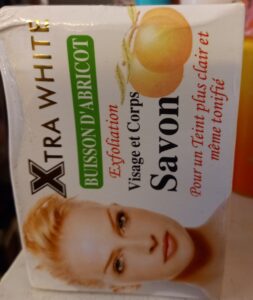 XTRA WHITE
BUISSON D'ABRICOT
Exfoliation
Visage et Corps
Savon
Pour un Teint plus clair et
même tonifié